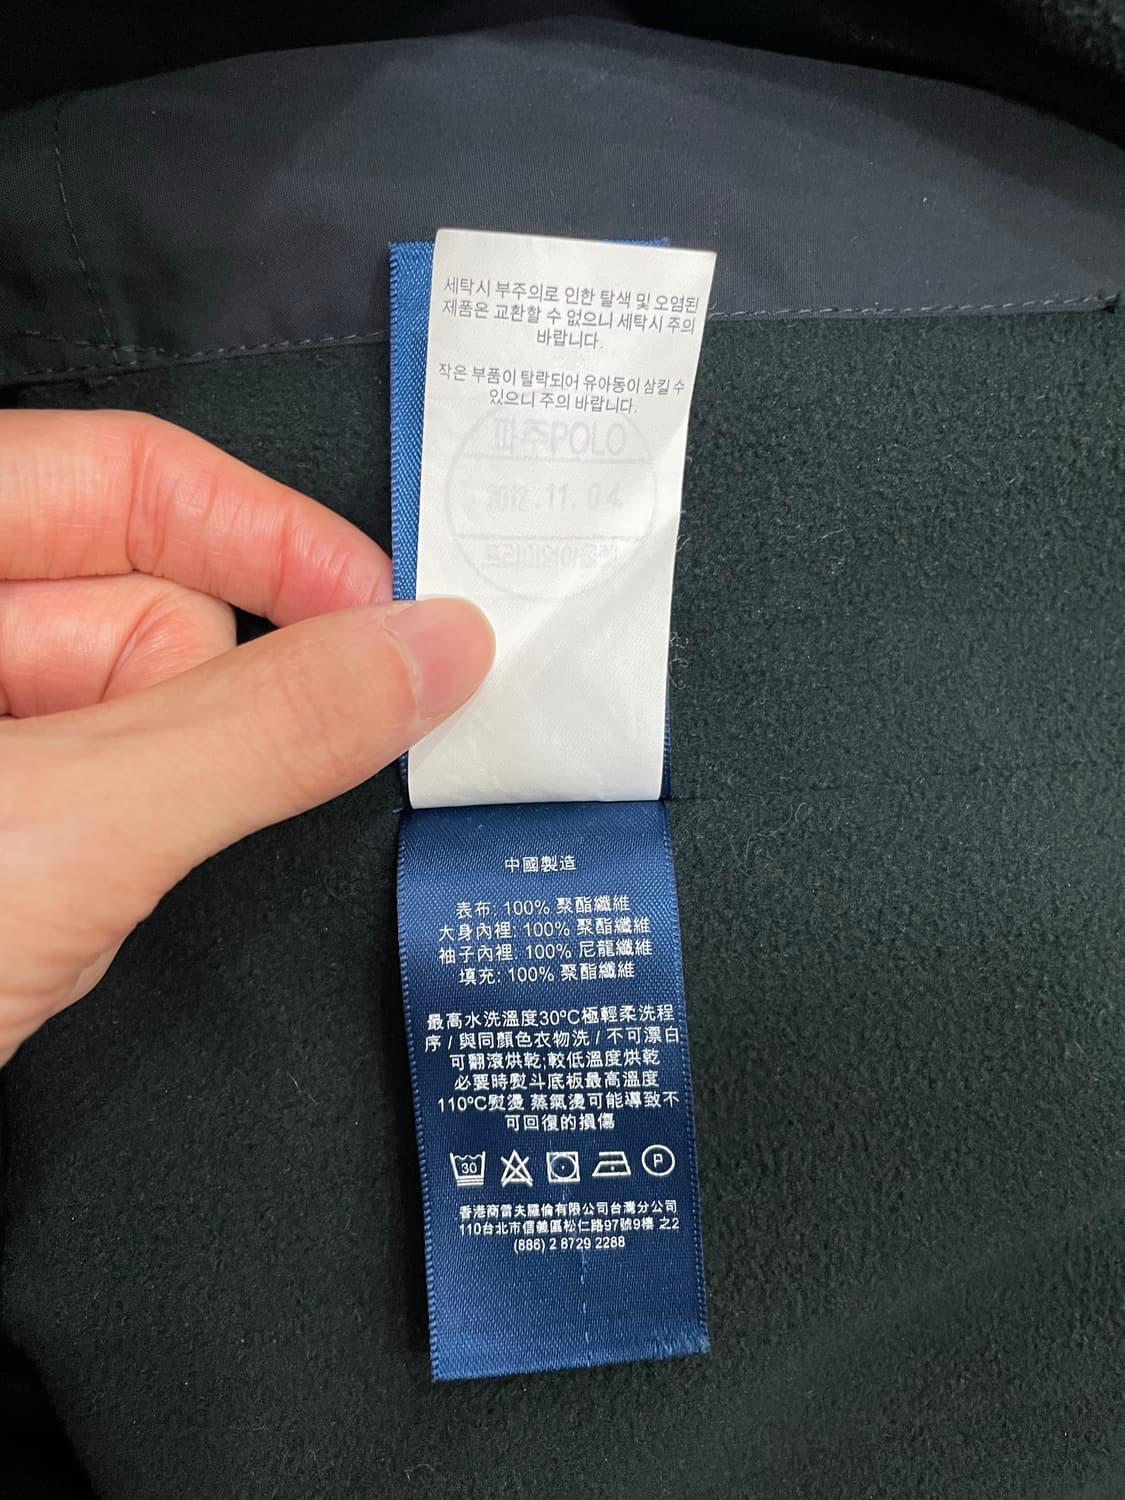 세탁시 부주의로 인한 탈색 및 오염된
제품은 교환할 수 없으니 세탁시 주의
바랍니다.
작은 부품이 탈락되어 유아동이 삼킬 수
있으니 주의 바랍니다.
파주POLO
.11.04
中國製造
表布: 100% 聚酯纖維
大身內裡: 100% 聚酯纖維
袖子內裡: 100% 尼龍纖維
填充: 100% 聚酯纖維
最高水洗溫度30ºC極輕柔洗程
序 / 與同顏色衣物洗 / 不可漂白
可翻滾烘乾;較低溫度烘乾
必要時熨斗底板最高溫度
110ºC熨燙 蒸氣燙可能導致不
可回復的損傷
30 P
香港商雷夫羅倫有限公司台灣分公司
110台北市信義區松仁路97號9樓 之2
(886) 2 8729 2288